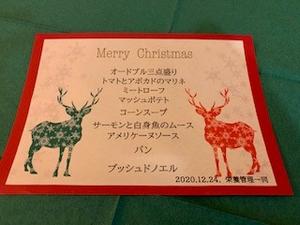 Merry Christmas
オードブル三点盛り
トマトとアボカドのマリネ
ミートローフ
マッシュポテト
コーンスープ
サーモンと白身魚のムース
アメリケーヌソース
パン
ブッシュドノエル
2020.12.24. 栄養管理一同